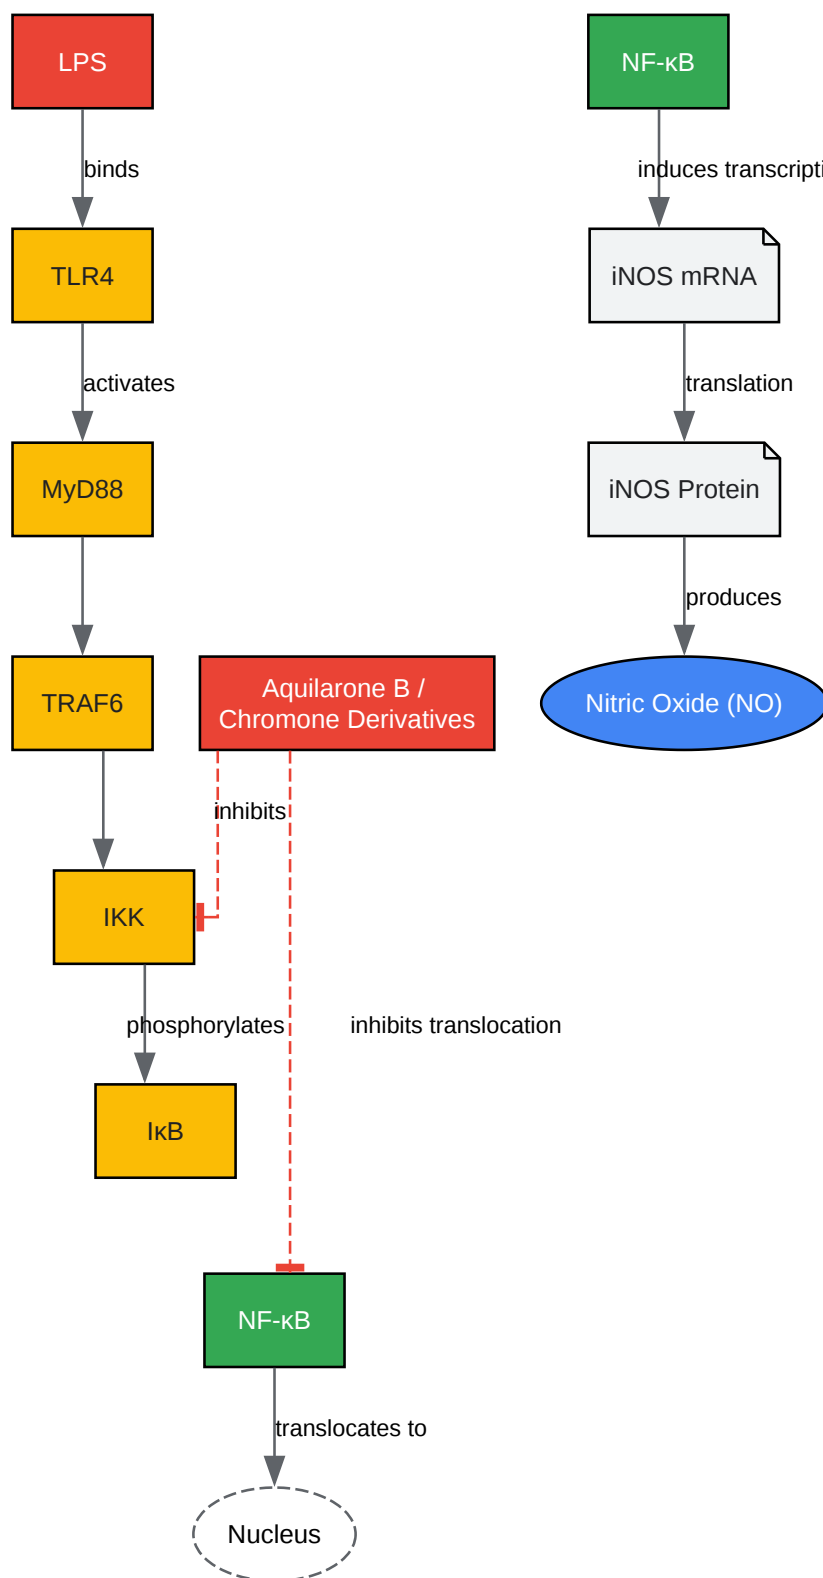 LPS
binds
TLR4
activates
MyD88
TRAF6
Aquilarone B /
Chromone Derivatives
inhibits
IKK
phosphorylates
inhibits translocation
IκB
NF-κB
translocates to
Nucleus
NF-κB
induces transcripti
iNOS mRNA
translation
iNOS Protein
produces
Nitric Oxide (NO)